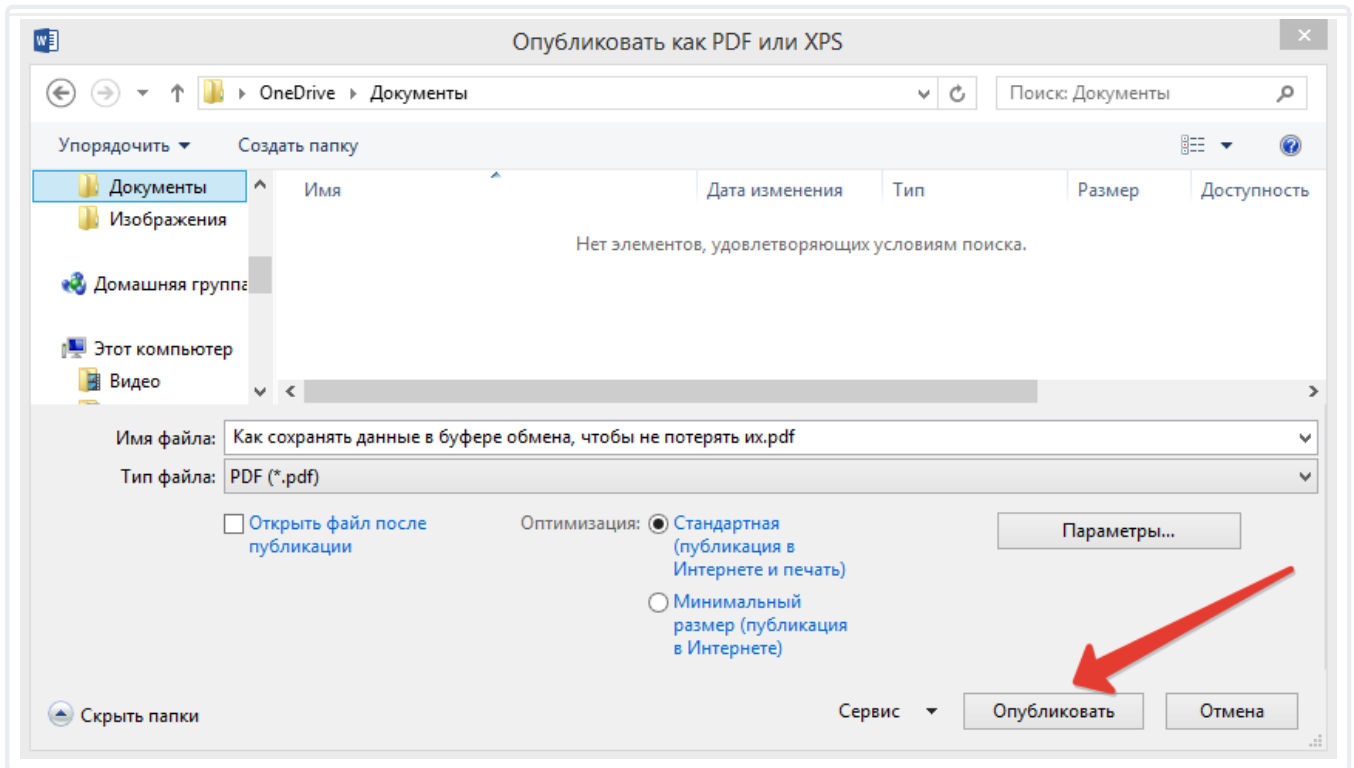 Опубликовать как PDF или XPS
OneDrive Документы
Поиск: Документы
Упорядочить Создать папку
Документы
Изображения
Домашняя группа
Этот компьютер
Видео
Имя Дата изменения Тип Размер Доступность
Нет элементов, удовлетворяющих условиям поиска.
Имя файла: Как сохранять данные в буфере обмена, чтобы не потерять их.pdf
Тип файла: PDF (*.pdf)
Открыть файл после
публикации
Оптимизация: Стандартная
(публикация в
Интернете и печать)
Минимальный
размер (публикация
в Интернете)
Параметры...
Скрыть папки
Сервис
Опубликовать
Отмена